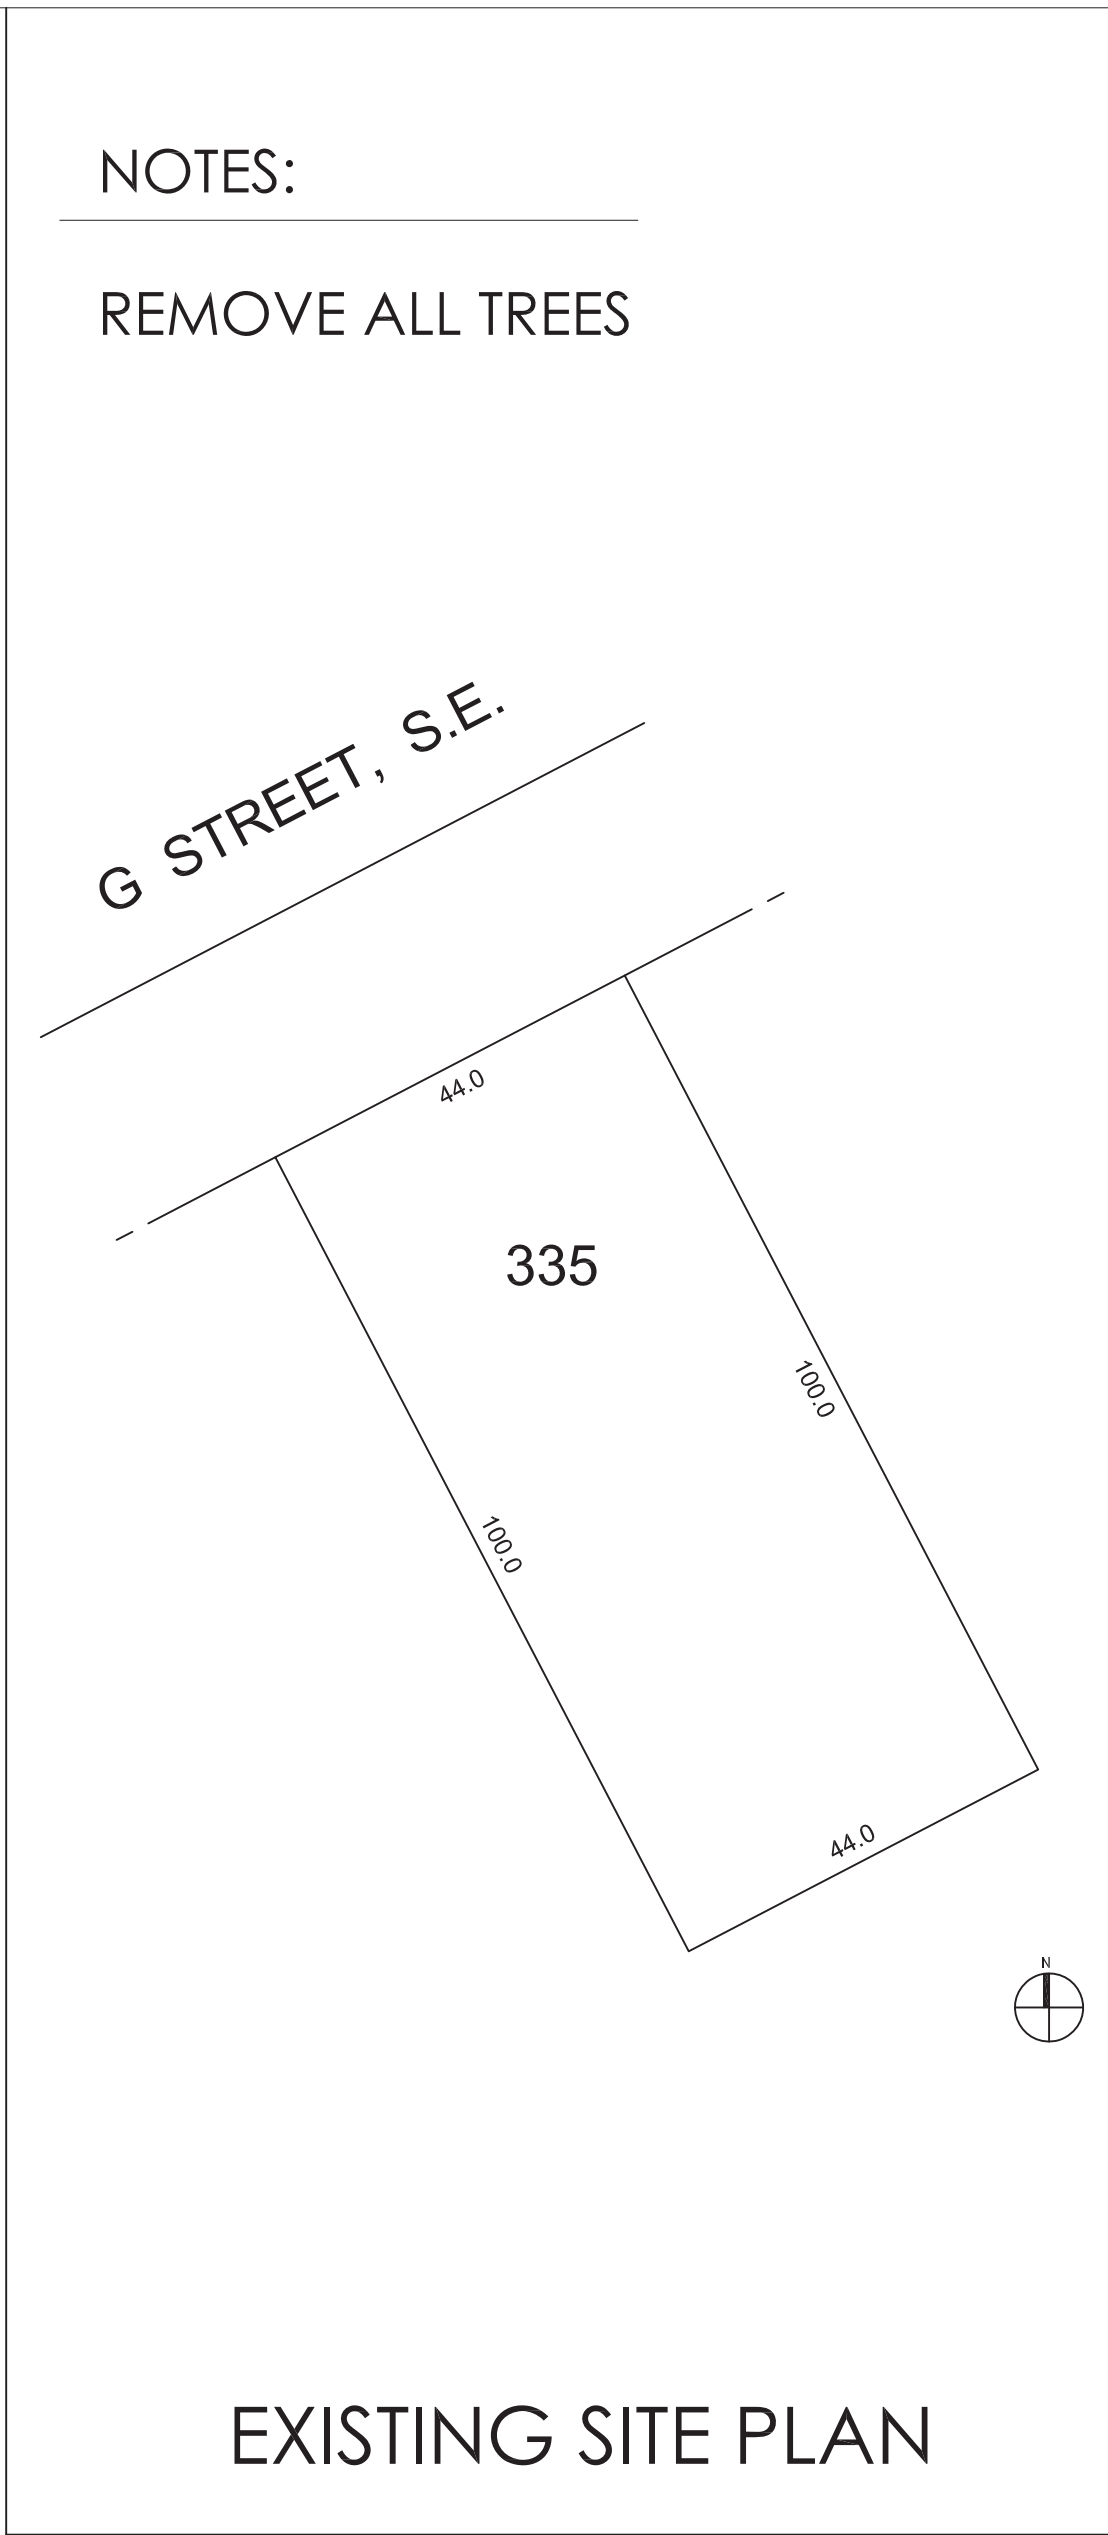 NOTES:
REMOVE ALL TREES
G STREET, S.E.
44.0
335
100.0
100.0
44.0
N
EXISTING SITE PLAN